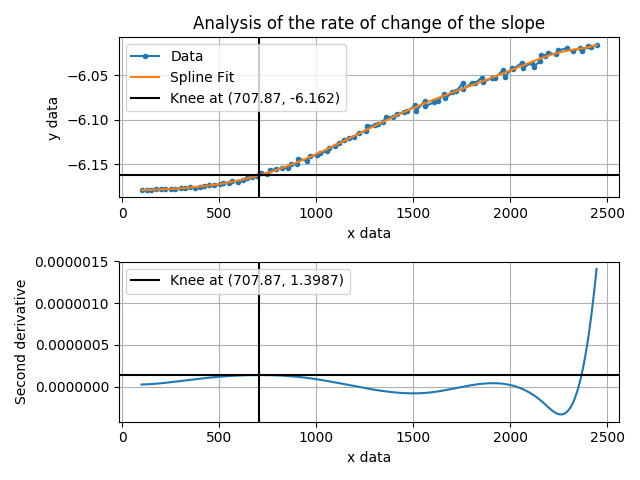 Analysis of the rate of change of the slope
Data
Spline Fit
Knee at (707.87, -6.162)
y data
−6.05
−6.10
−6.15
0 500 1000 1500 2000 2500
x data
Knee at (707.87, 1.3987)
Second derivative
0.0000015
0.0000010
0.0000005
0.0000000
0 500 1000 1500 2000 2500
x data